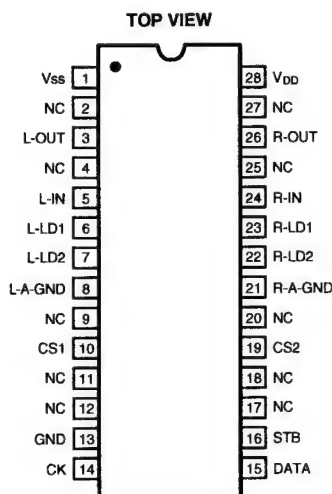 TOP VIEW
Vss 1 28 VDD
NC 2 27 NC
L-OUT 3 26 R-OUT
NC 4 25 NC
L-IN 5 24 R-IN
L-LD1 6 23 R-LD1
L-LD2 7 22 R-LD2
L-A-GND 8 21 R-A-GND
NC 9 20 NC
CS1 10 19 CS2
NC 11 18 NC
NC 12 17 NC
GND 13 16 STB
CK 14 15 DATA